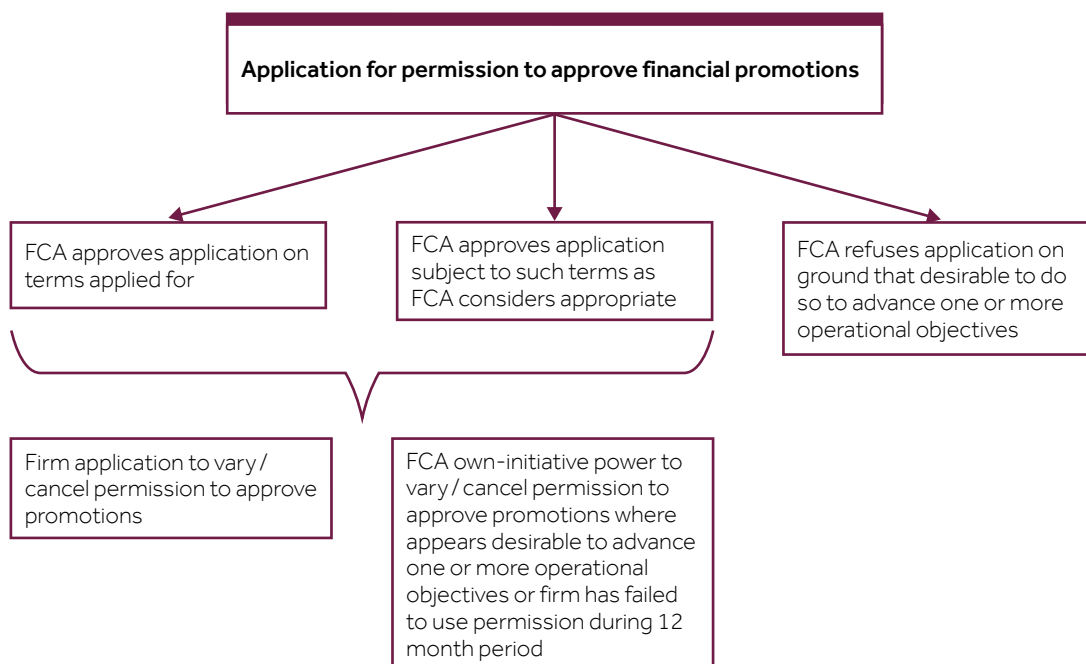 Application for permission to approve financial promotions
FCA approves application on
terms applied for
FCA approves application
subject to such terms as
FCA considers appropriate
FCA refuses application on
ground that desirable to do
so to advance one or more
operational objectives
Firm application to vary /
cancel permission to approve
promotions
FCA own-initiative power to
vary / cancel permission to
approve promotions where
appears desirable to advance
one or more operational
objectives or firm has failed
to use permission during 12
month period